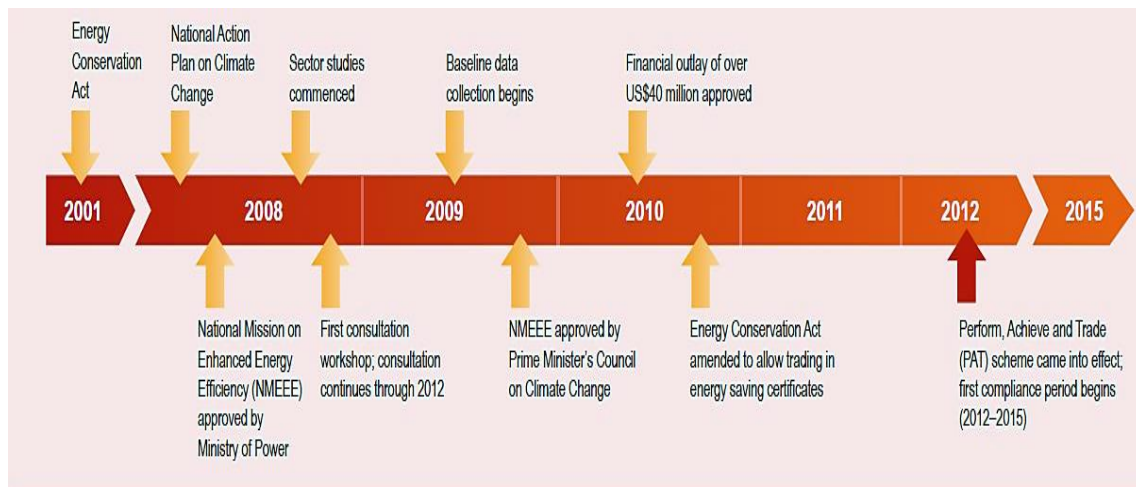 Energy
Conservation
Act
National Action
Plan on Climate
Change
Sector studies
commenced
Baseline data
collection begins
Financial outlay of over
US$40 million approved
2001
2008
2009
2010
2011
2012
2015
National Mission on
Enhanced Energy
Efficiency (NMEEE)
approved by
Ministry of Power
First consultation
workshop; consultation
continues through 2012
NMEEE approved by
Prime Minister's Council
on Climate Change
Energy Conservation Act
amended to allow trading in
energy saving certificates
Perform, Achieve and Trade
(PAT) scheme came into effect;
first compliance period begins
(2012–2015)